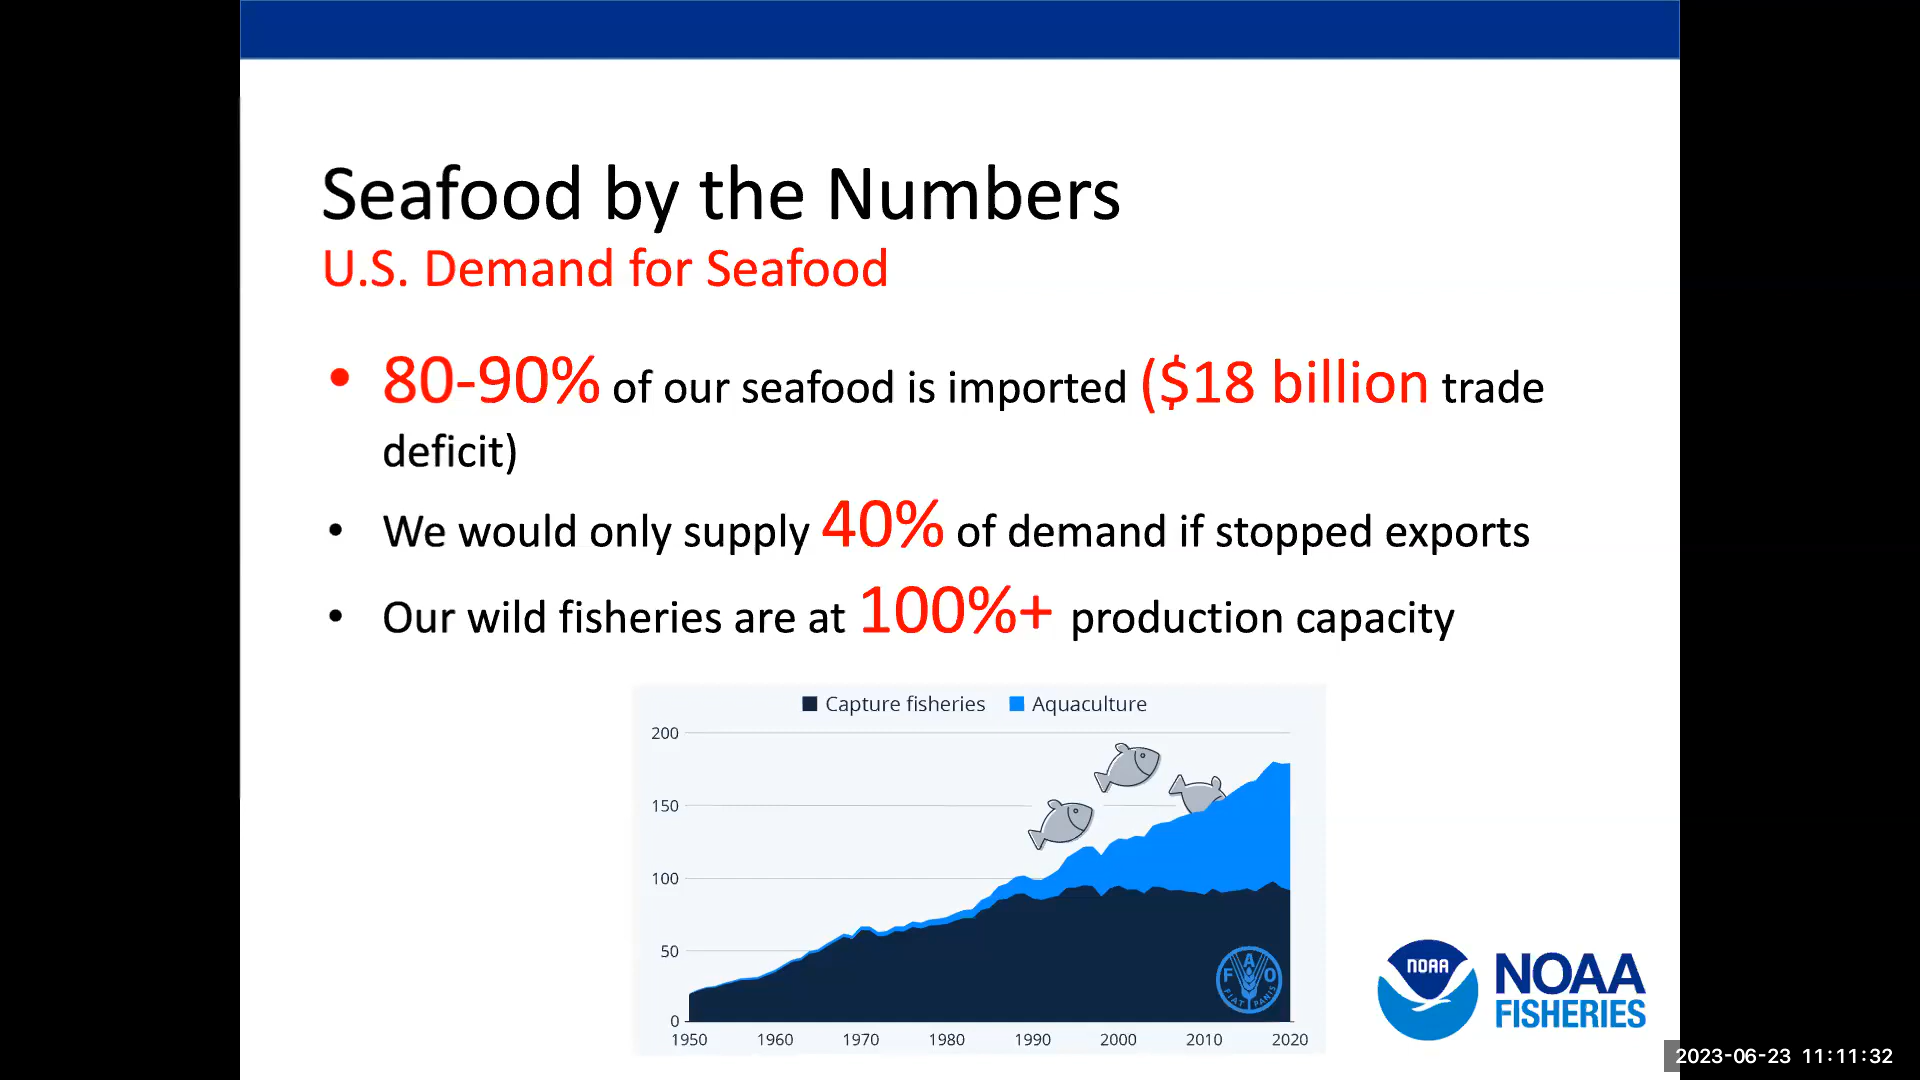 Seafood by the Numbers
U.S. Demand for Seafood
• 80-90% of our seafood is imported ($18 billion trade
deficit)
• We would only supply 40% of demand if stopped exports
• Our wild fisheries are at 100%+ production capacity
Capture fisheries Aquaculture
200
150
100
50
0
1950 1960 1970 1980 1990 2000 2010 2020
F A O
FIAT PANIS
NOAA
NOAA
FISHERIES
2023-06-23 11:11:32